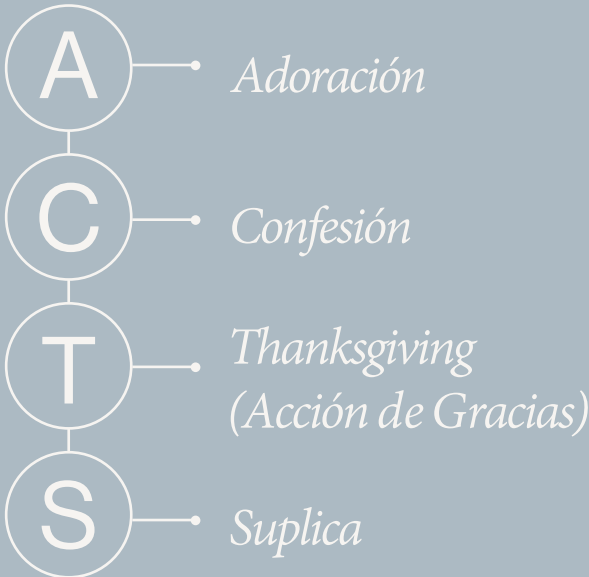 A
Adoración
C
Confesión
T
Thanksgiving
(Acción de Gracias)
S
Suplica